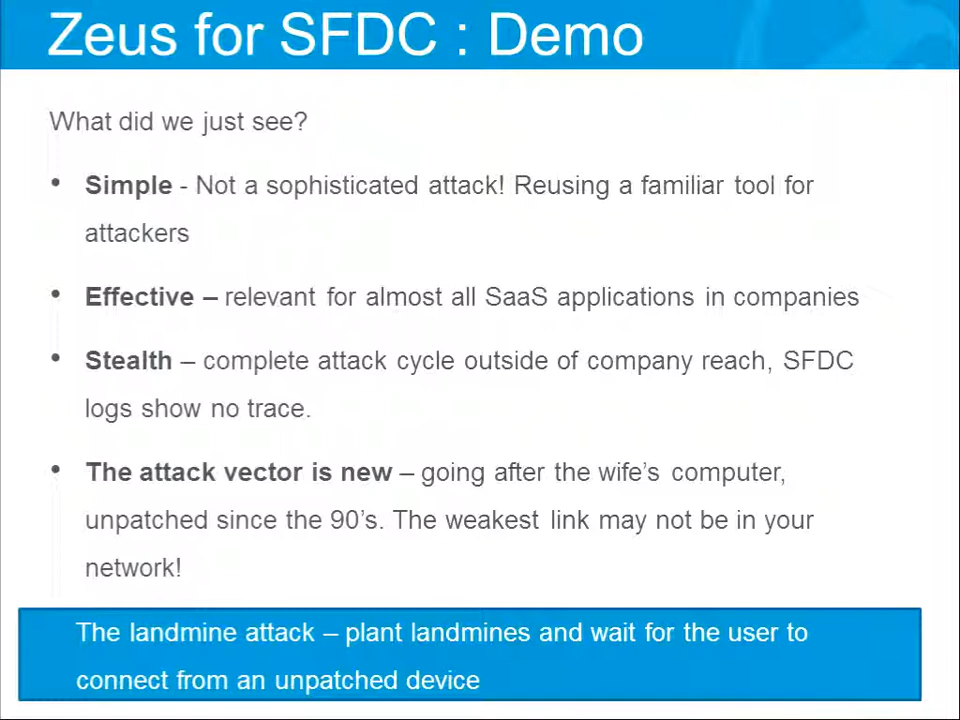 Zeus for SFDC : Demo
What did we just see?
• Simple - Not a sophisticated attack! Reusing a familiar tool for
attackers
• Effective – relevant for almost all SaaS applications in companies
• Stealth – complete attack cycle outside of company reach, SFDC
logs show no trace.
• The attack vector is new – going after the wife’s computer,
unpatched since the 90’s. The weakest link may not be in your
network!
The landmine attack – plant landmines and wait for the user to
connect from an unpatched device